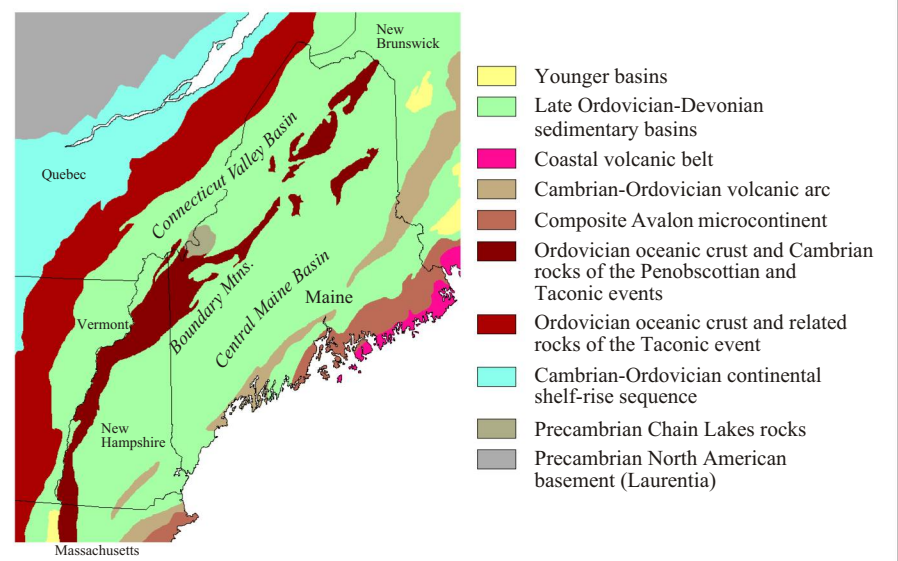 New
Brunswick
Quebec
Connecticut Valley Basin
Boundary Mtns.
Central Maine Basin
Maine
Vermont
New
Hampshire
Massachusetts
Younger basins
Late Ordovician-Devonian
sedimentary basins
Coastal volcanic belt
Cambrian-Ordovician volcanic arc
Composite Avalon microcontinent
Ordovician oceanic crust and Cambrian
rocks of the Penobscottian and
Taconic events
Ordovician oceanic crust and related
rocks of the Taconic event
Cambrian-Ordovician continental
shelf-rise sequence
Precambrian Chain Lakes rocks
Precambrian North American
basement (Laurentia)